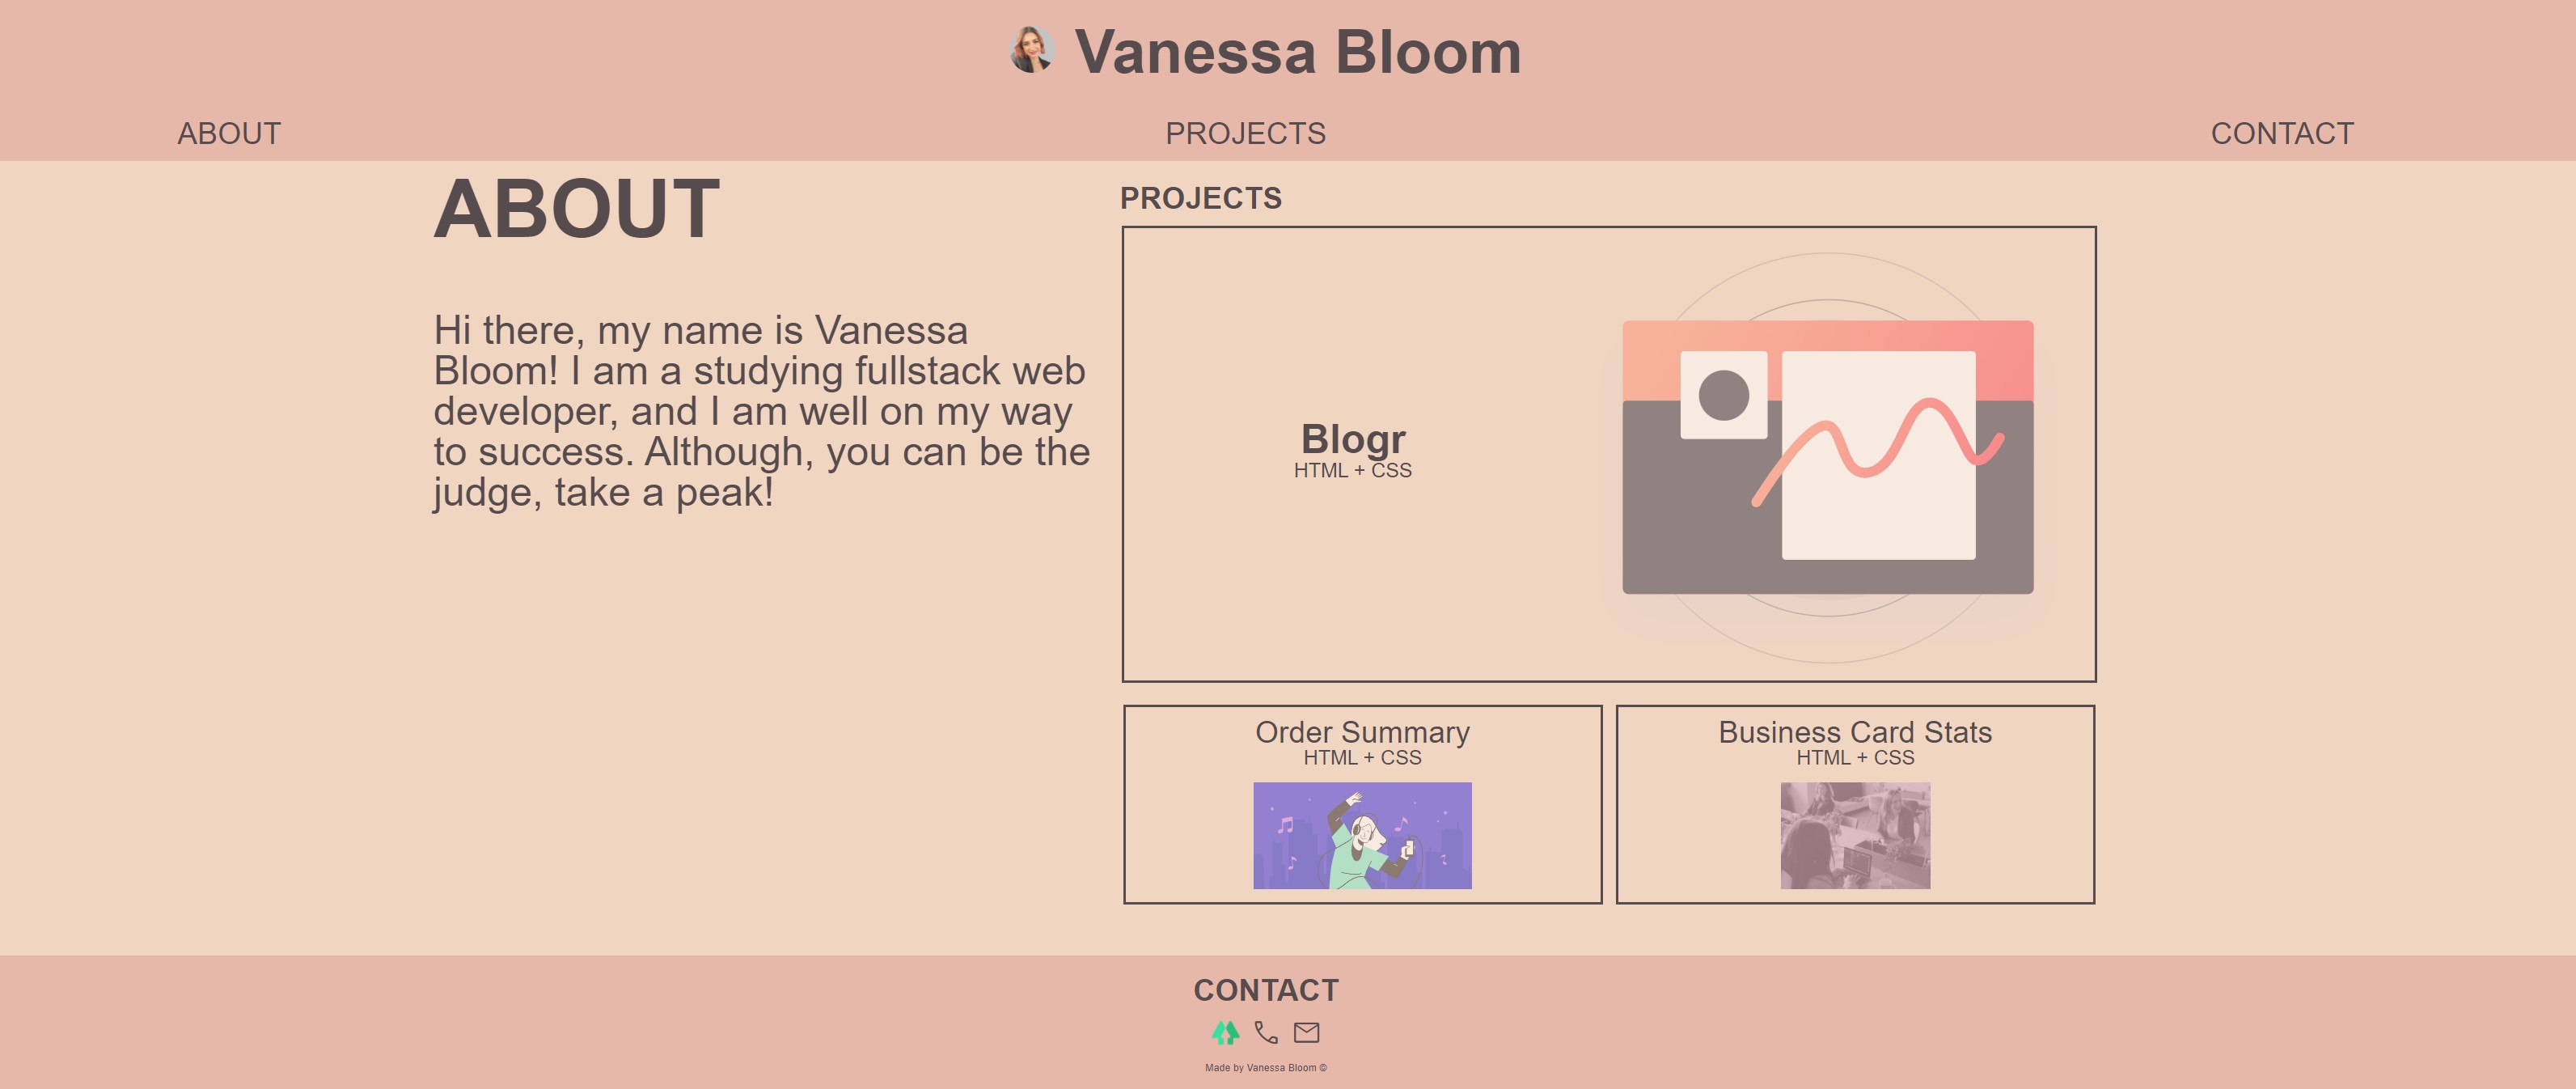 Vanessa Bloom
ABOUT
PROJECTS
CONTACT
ABOUT
Hi there, my name is Vanessa
Bloom! I am a studying fullstack web
developer, and I am well on my way
to success. Although, you can be the
judge, take a peak!
PROJECTS
Blogr
HTML + CSS
Order Summary
HTML + CSS
Business Card Stats
HTML + CSS
CONTACT
Made by Vanessa Bloom ©